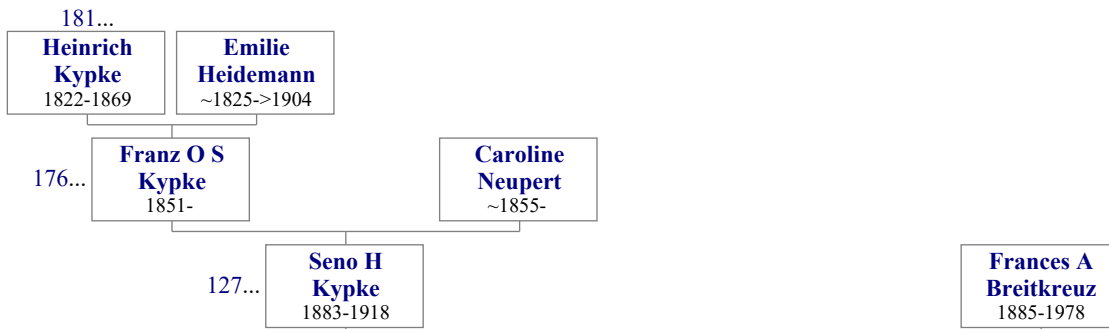 181...
Heinrich
Kypke
1822-1869
Emilie
Heidemann
~1825->1904
176...
Franz O S
Kypke
1851-
Caroline
Neupert
~1855-
127...
Seno H
Kypke
1883-1918
Frances A
Breitkreuz
1885-1978